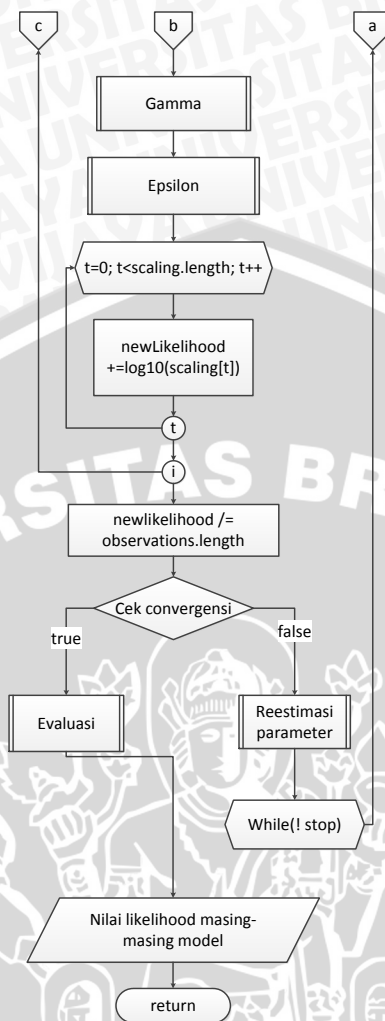 c
b
a
Gamma
Epsilon
t=0; t<scaling.length; t++
newLikelihood
+=log10(scaling[t])
t
i
newlikelihood /=
observations.length
Cek convergensi
true
false
Evaluasi
Reestimasi
parameter
While(! stop)
Nilai likelihood masing-
masing model
return